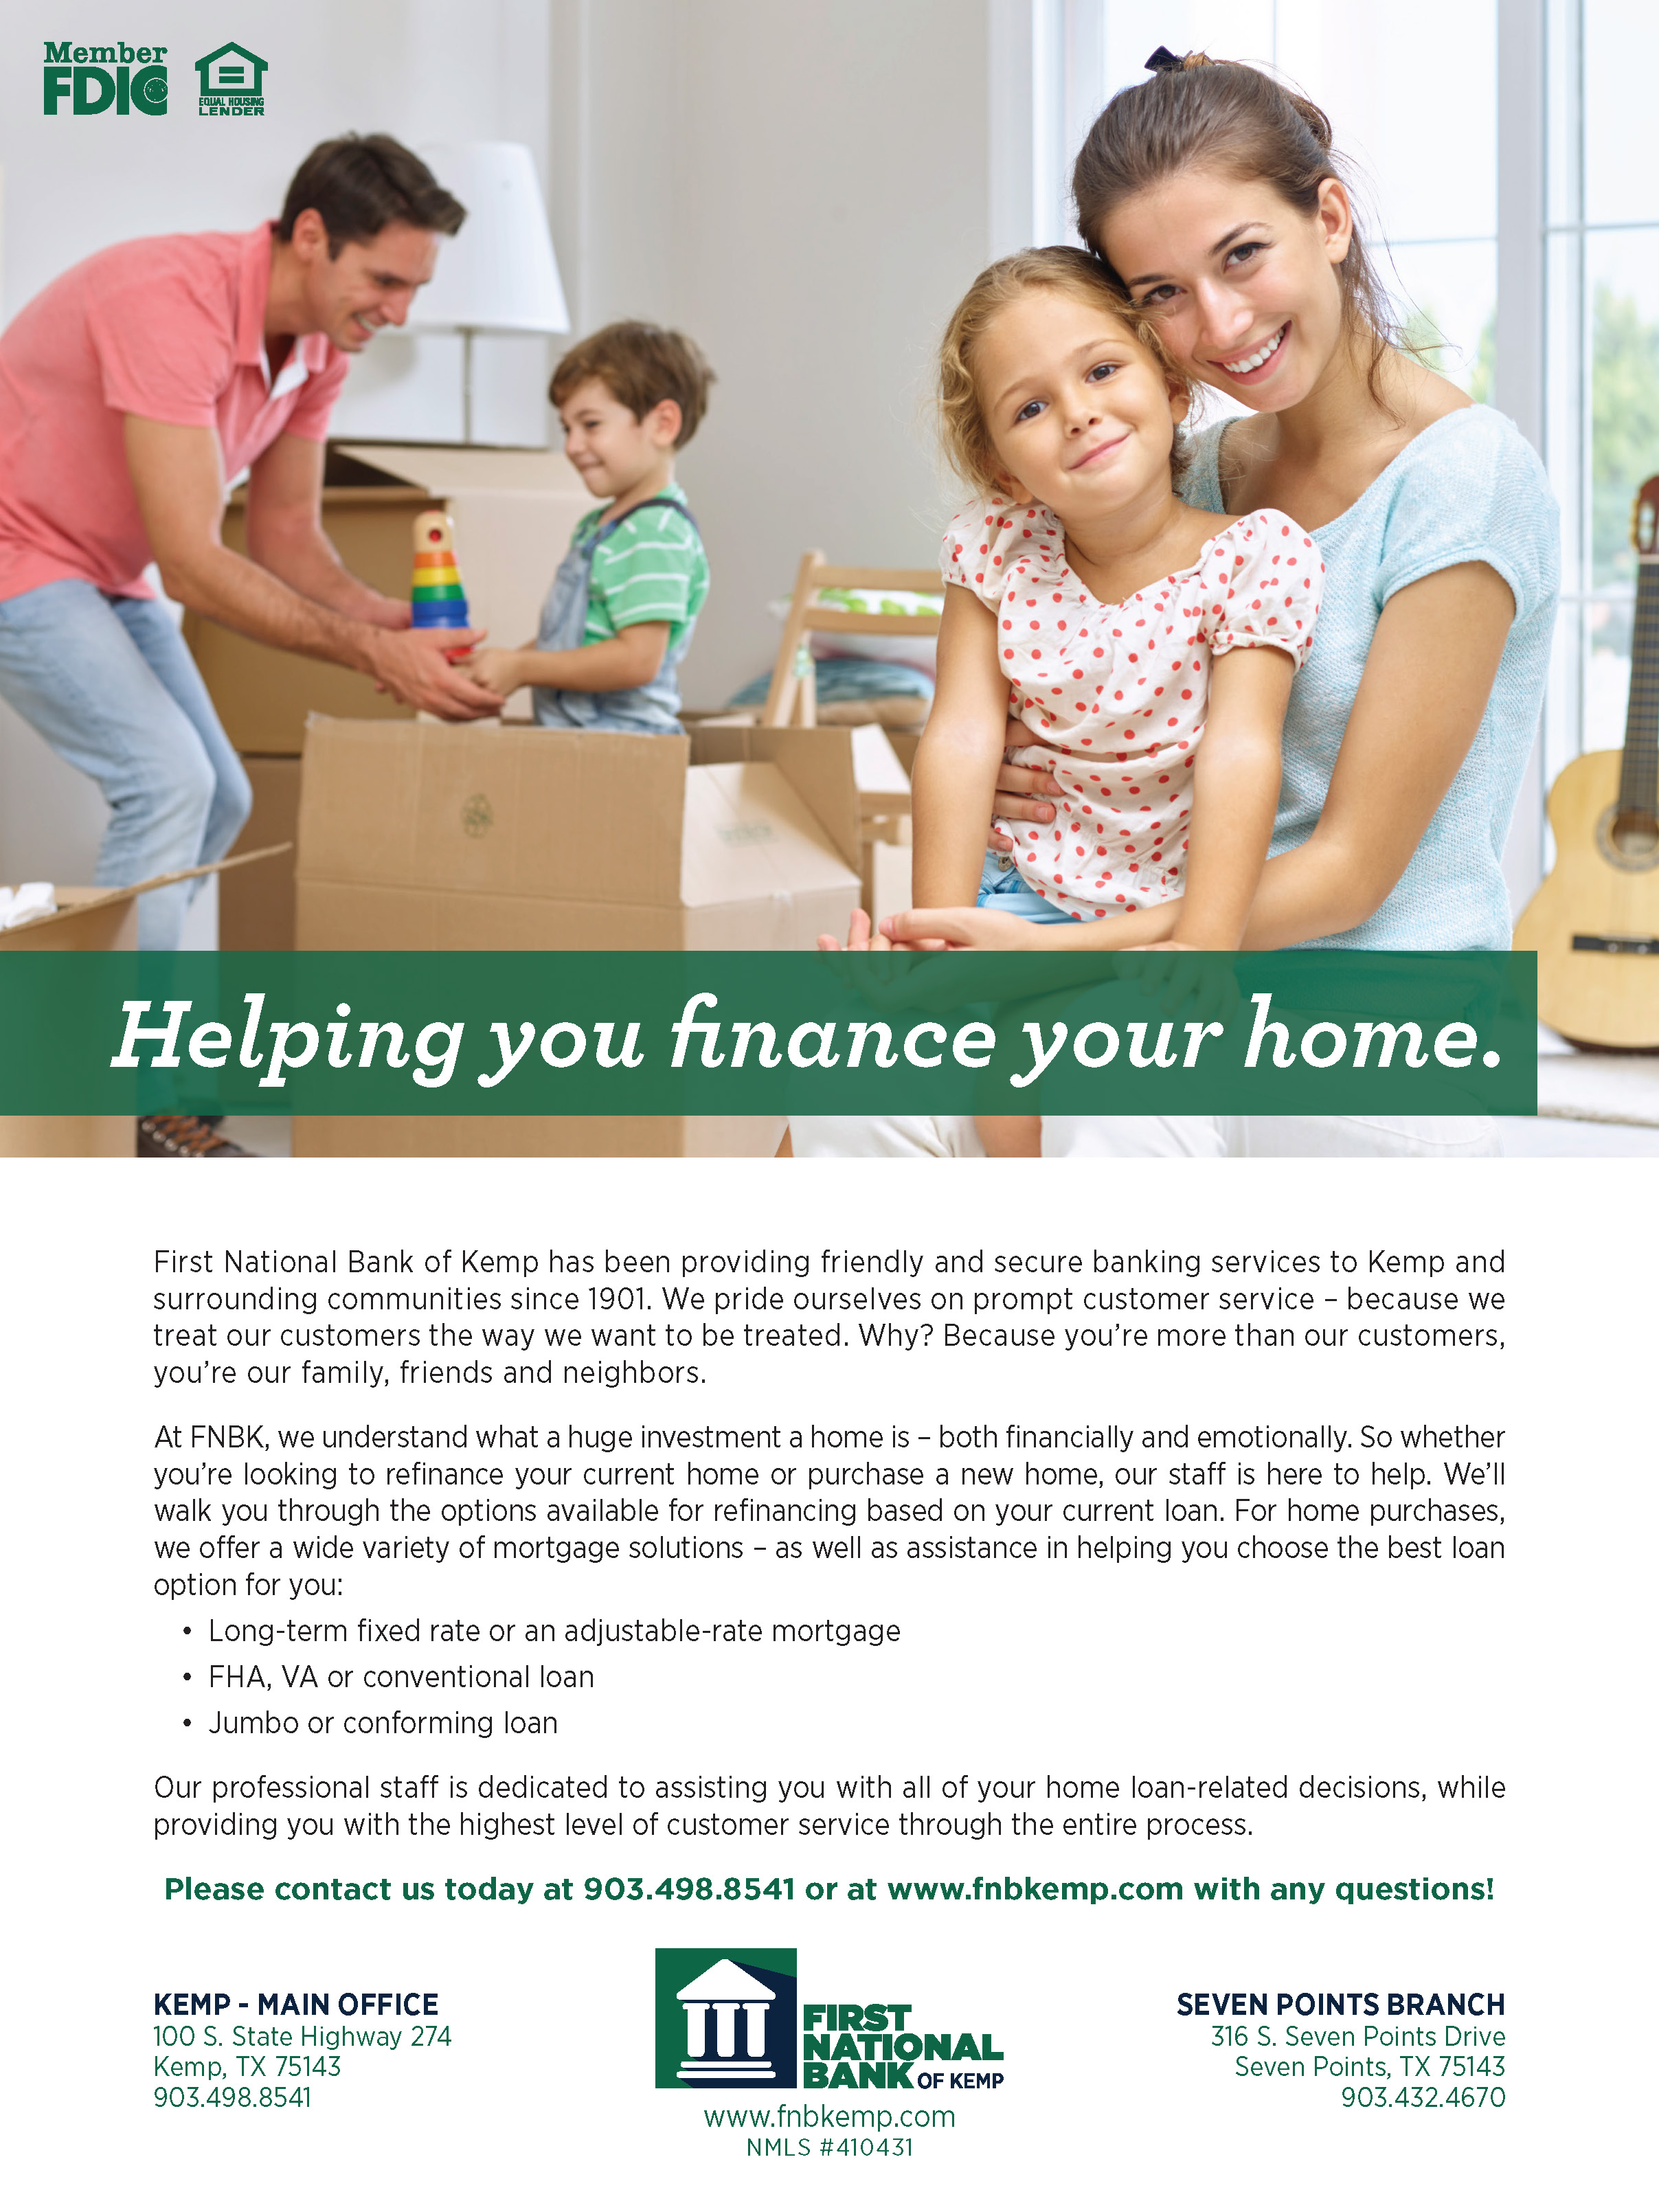 Member
FDIC
EQUAL HOUSING
LENDER
Helping you finance your home.
First National Bank of Kemp has been providing friendly and secure banking services to Kemp and
surrounding communities since 1901. We pride ourselves on prompt customer service – because we
treat our customers the way we want to be treated. Why? Because you’re more than our customers,
you’re our family, friends and neighbors.
At FNBK, we understand what a huge investment a home is – both financially and emotionally. So whether
you’re looking to refinance your current home or purchase a new home, our staff is here to help. We’ll
walk you through the options available for refinancing based on your current loan. For home purchases,
we offer a wide variety of mortgage solutions – as well as assistance in helping you choose the best loan
option for you:
• Long-term fixed rate or an adjustable-rate mortgage
• FHA, VA or conventional loan
• Jumbo or conforming loan
Our professional staff is dedicated to assisting you with all of your home loan-related decisions, while
providing you with the highest level of customer service through the entire process.
Please contact us today at 903.498.8541 or at www.fnbkemp.com with any questions!
KEMP - MAIN OFFICE
100 S. State Highway 274
Kemp, TX 75143
903.498.8541
FIRST
NATIONAL
BANK OF KEMP
www.fnbkemp.com
NMLS #410431
SEVEN POINTS BRANCH
316 S. Seven Points Drive
Seven Points, TX 75143
903.432.4670